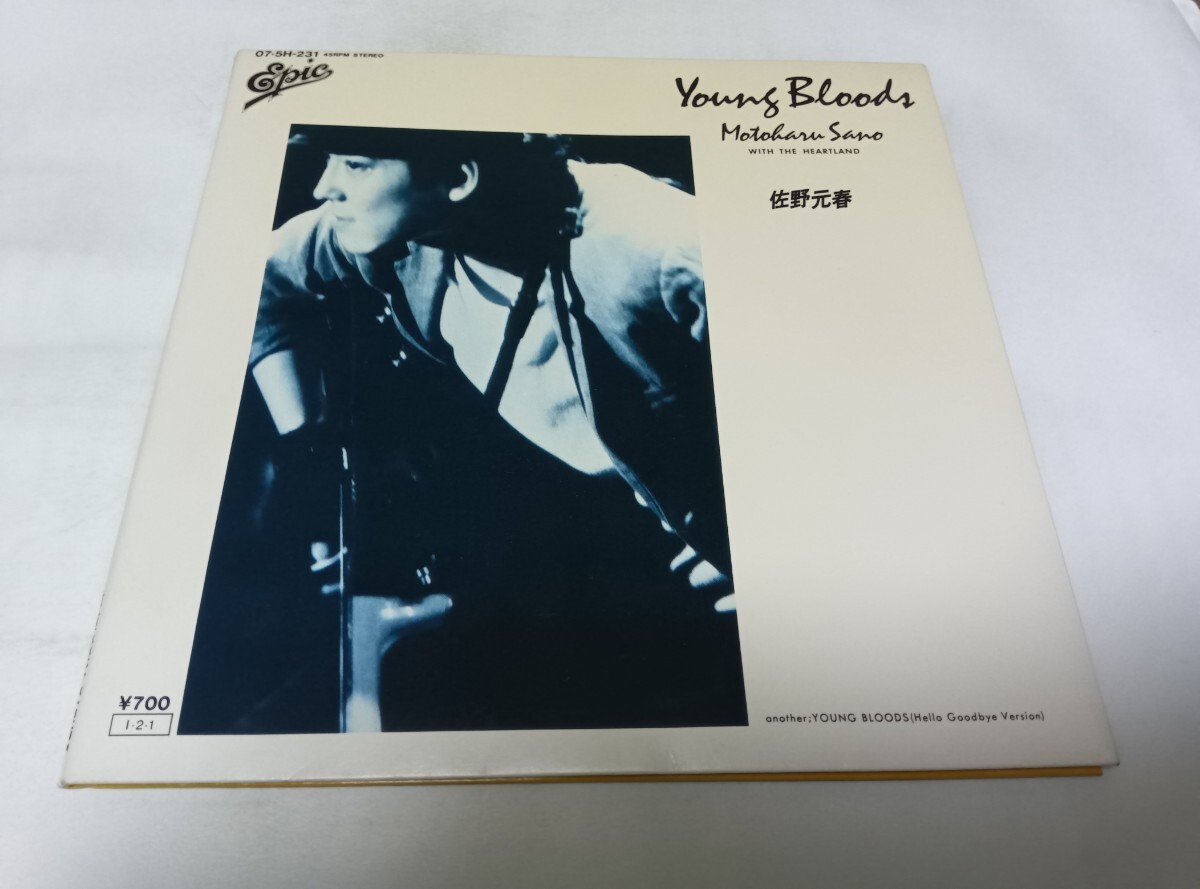 07-5H-231 45RPM STEREO
Epic
Young Bloods
Motoharu Sano
WITH THE HEARTLAND
佐野元春
¥700
I-2-1
another;YOUNG BLOODS(Hello Goodbye Version)